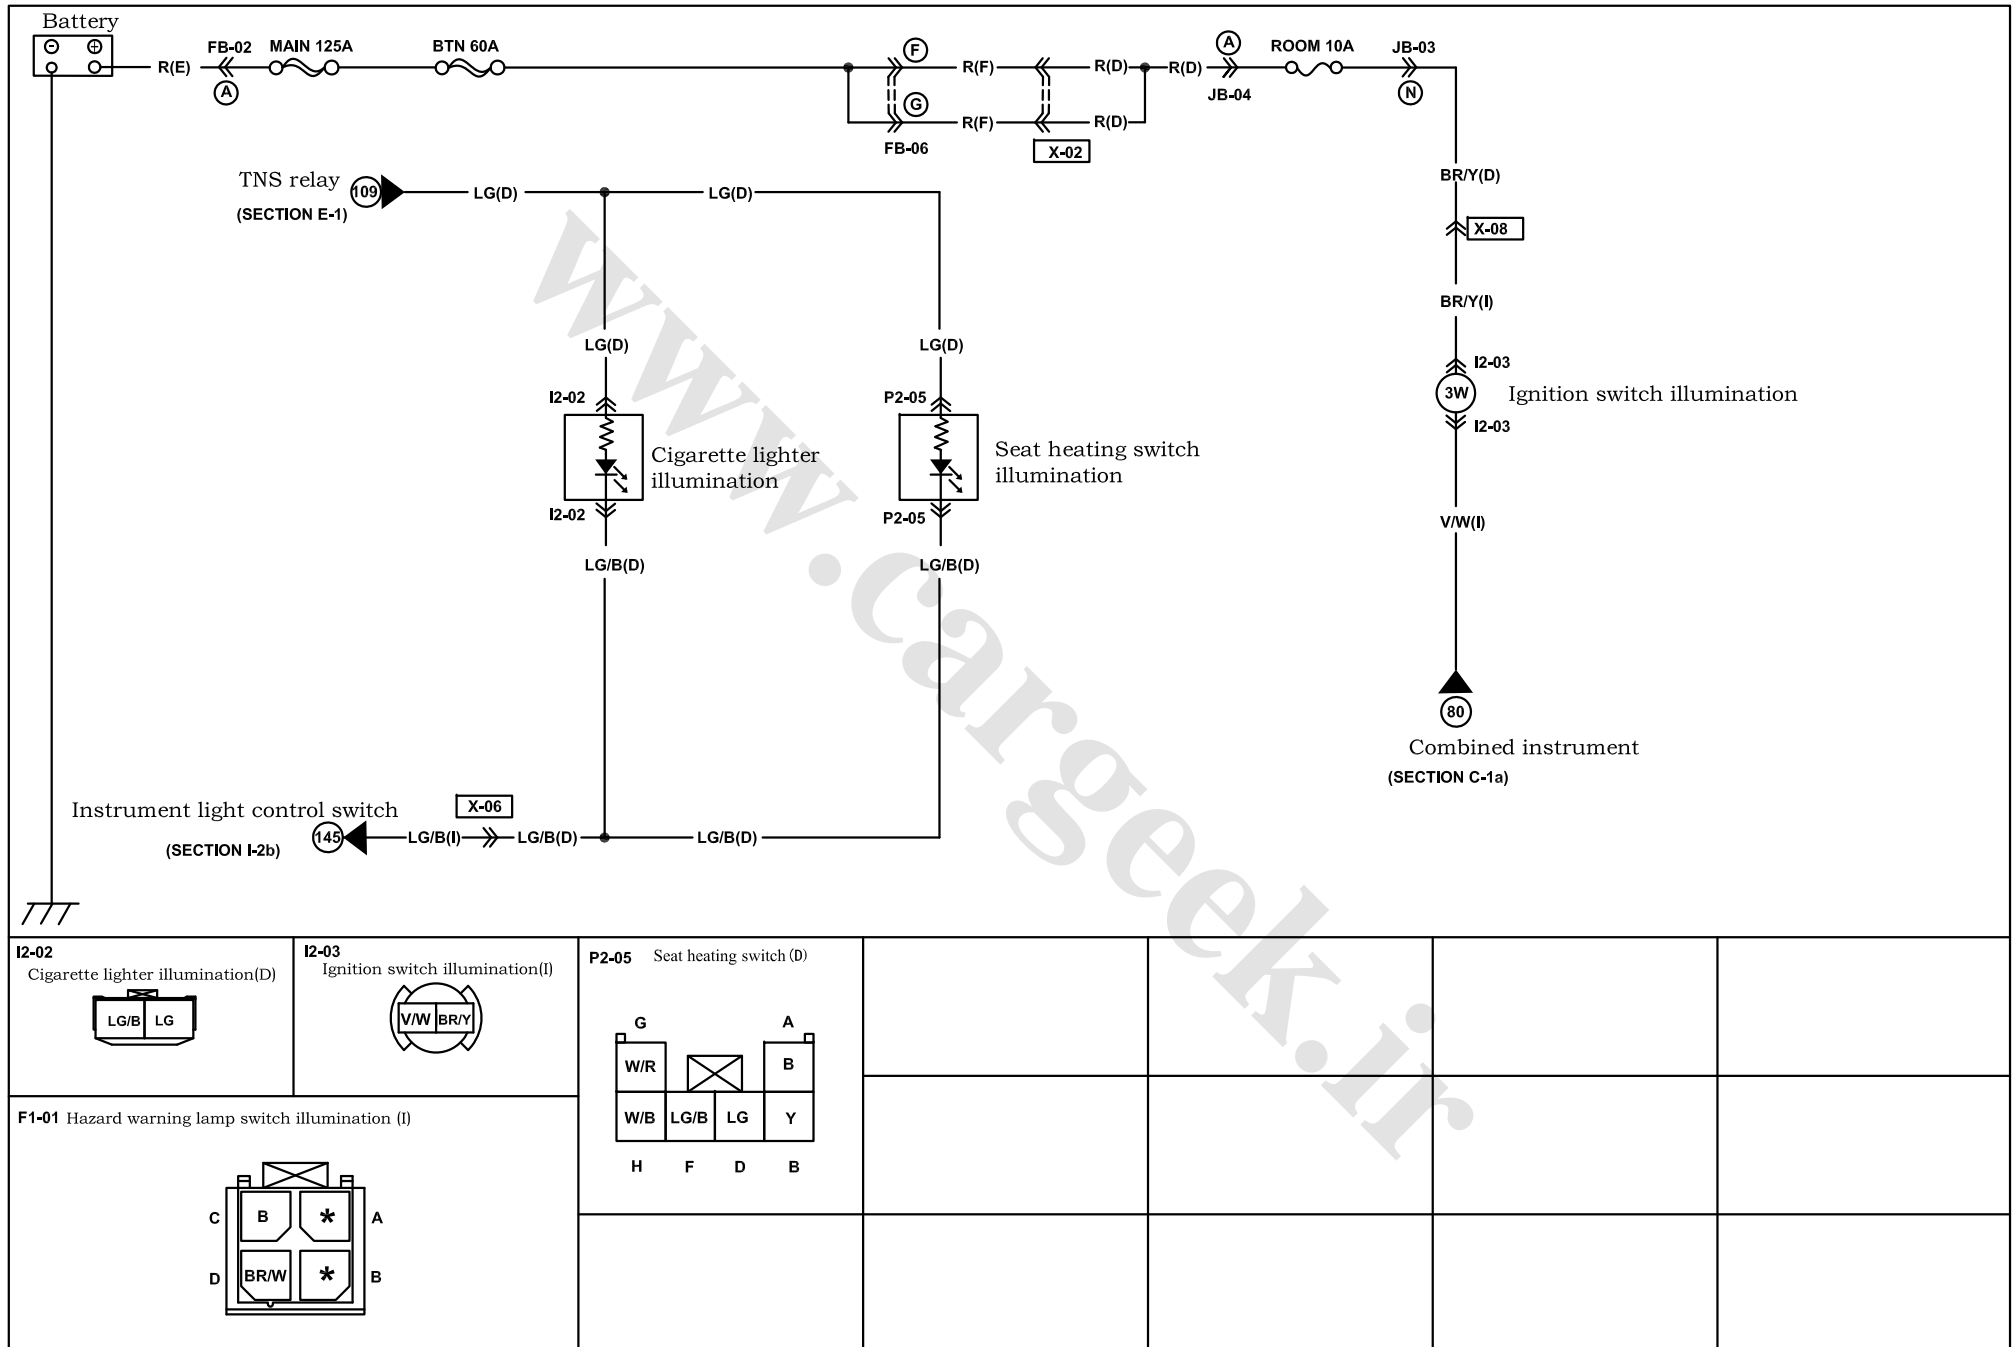 Battery
FB-02
MAIN 125A
BTN 60A
F
A
ROOM 10A
JB-03
R(E)
R(F)
R(D)
R(D)
A
G
JB-04
N
R(F)
R(D)
FB-06
X-02
TNS relay
109
(SECTION E-1)
LG(D)
LG(D)
BR/Y(D)
X-08
BR/Y(I)
LG(D)
LG(D)
I2-03
3W
Ignition switch illumination
I2-03
I2-02
P2-05
Cigarette lighter
illumination
Seat heating switch
illumination
I2-02
P2-05
V/W(I)
LG/B(D)
LG/B(D)
80
Combined instrument
(SECTION C-1a)
Instrument light control switch
X-06
145
(SECTION I-2b)
LG/B(I)
LG/B(D)
LG/B(D)
www.cargeek.ir
I2-02
Cigarette lighter illumination(D)
LG/B
LG
I2-03
Ignition switch illumination(I)
V/W
BR/Y
P2-05 Seat heating switch (D)
G
A
W/R
B
W/B
LG/B
LG
Y
H
F
D
B
F1-01 Hazard warning lamp switch illumination (I)
C
B
*
A
D
BR/W
*
B